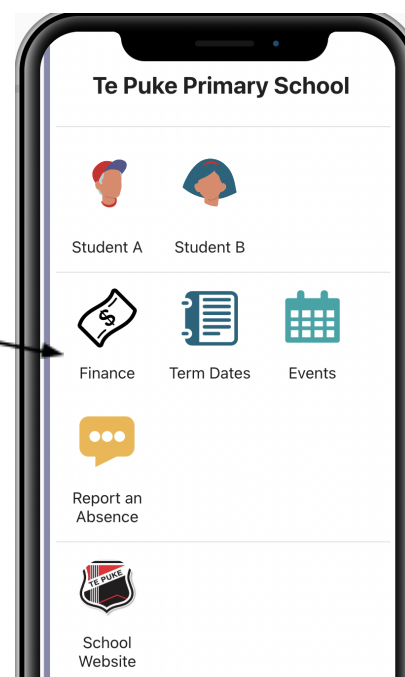 Te Puke Primary School
Student A Student B
$
Finance Term Dates Events
Report an
Absence
TE PUKE
School
Website